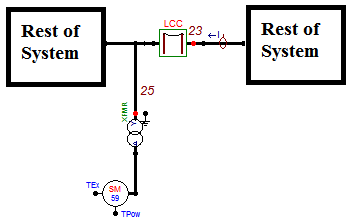 Rest of
System
LCC
23
I
Rest of
System
25
XFMR
Y
SM
59
TEx
TPow